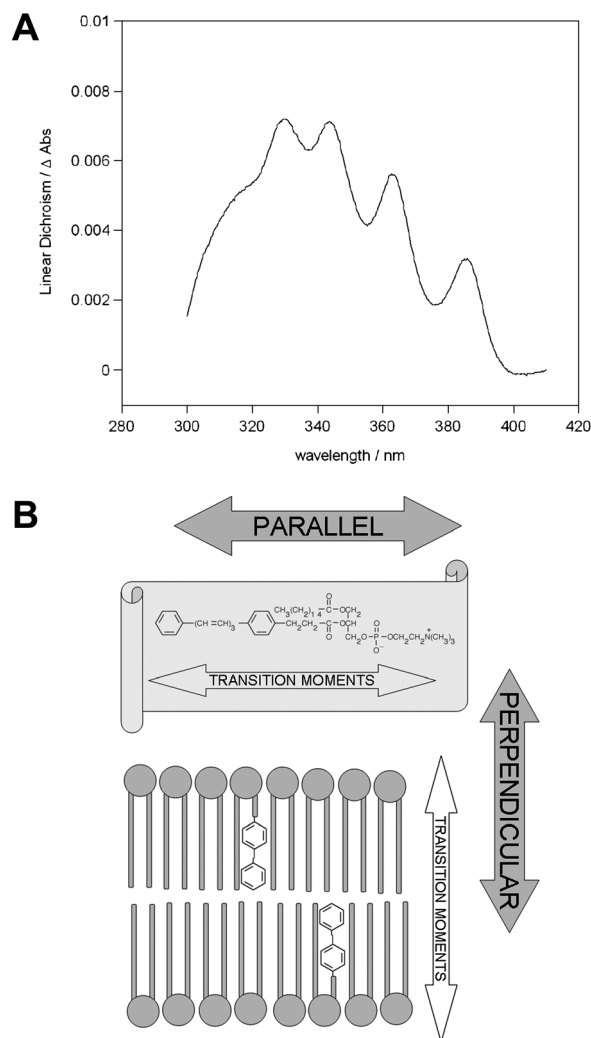 A
0.01
0.008
0.006
0.004
0.002
0
Linear Dichroism / Δ Abs
280 300 320 340 360 380 400 420
wavelength / nm
B
PARALLEL
O
CH₃(CH₂)₁₄ C OCH₂
(CH =CH)₃ CH₂CH₂ C OCH O
O CH₂O P OCH₂CH₂N(CH₃)₃
+
O⁻
TRANSITION MOMENTS
PERPENDICULAR
TRANSITION MOMENTS